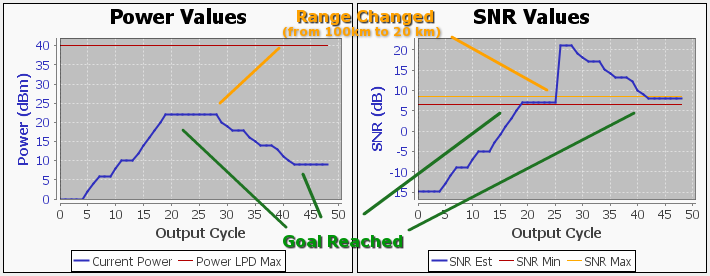 Power Values
Range Changed
(from 100km to 20 km)
SNR Values
Power (dBm)
40
35
30
25
20
15
10
5
0
0 5 10 15 20 25 30 35 40 45 50
Output Cycle
SNR (dB)
20
15
10
5
0
-5
-10
-15
0 5 10 15 20 25 30 35 40 45 50
Output Cycle
Goal Reached
Current Power Power LPD Max
SNR Est SNR Min SNR Max